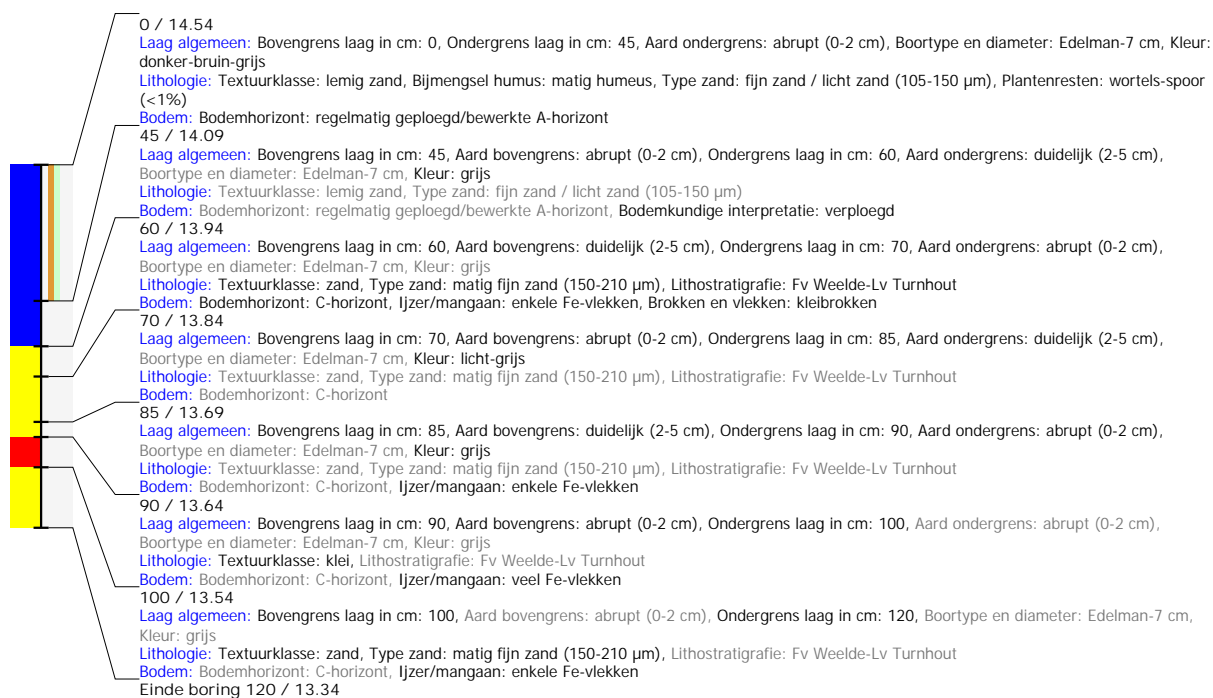 0 / 14.54
Laag algemeen: Bovengrens laag in cm: 0, Ondergrens laag in cm: 45, Aard ondergrens: abrupt (0-2 cm), Boortype en diameter: Edelman-7 cm, Kleur:
donker-bruin-grijs
Lithologie: Textuurklasse: lemig zand, Bijmengsel humus: matig humeus, Type zand: fijn zand / licht zand (105-150 µm), Plantenresten: wortels-spoor
(<1%)
Bodem: Bodemhorizont: regelmatig geploegd/bewerkte A-horizont
45 / 14.09
Laag algemeen: Bovengrens laag in cm: 45, Aard bovengrens: abrupt (0-2 cm), Ondergrens laag in cm: 60, Aard ondergrens: duidelijk (2-5 cm),
Boortype en diameter: Edelman-7 cm, Kleur: grijs
Lithologie: Textuurklasse: lemig zand, Type zand: fijn zand / licht zand (105-150 µm)
Bodem: Bodemhorizont: regelmatig geploegd/bewerkte A-horizont, Bodemkundige interpretatie: verploegd
60 / 13.94
Laag algemeen: Bovengrens laag in cm: 60, Aard bovengrens: duidelijk (2-5 cm), Ondergrens laag in cm: 70, Aard ondergrens: abrupt (0-2 cm),
Boortype en diameter: Edelman-7 cm, Kleur: grijs
Lithologie: Textuurklasse: zand, Type zand: matig fijn zand (150-210 µm), Lithostratigrafie: Fv Weelde-Lv Turnhout
Bodem: Bodemhorizont: C-horizont, Ijzer/mangaan: enkele Fe-vlekken, Brokken en vlekken: kleibrokken
70 / 13.84
Laag algemeen: Bovengrens laag in cm: 70, Aard bovengrens: abrupt (0-2 cm), Ondergrens laag in cm: 85, Aard ondergrens: duidelijk (2-5 cm),
Boortype en diameter: Edelman-7 cm, Kleur: licht-grijs
Lithologie: Textuurklasse: zand, Type zand: matig fijn zand (150-210 µm), Lithostratigrafie: Fv Weelde-Lv Turnhout
Bodem: Bodemhorizont: C-horizont
85 / 13.69
Laag algemeen: Bovengrens laag in cm: 85, Aard bovengrens: duidelijk (2-5 cm), Ondergrens laag in cm: 90, Aard ondergrens: abrupt (0-2 cm),
Boortype en diameter: Edelman-7 cm, Kleur: grijs
Lithologie: Textuurklasse: zand, Type zand: matig fijn zand (150-210 µm), Lithostratigrafie: Fv Weelde-Lv Turnhout
Bodem: Bodemhorizont: C-horizont, Ijzer/mangaan: enkele Fe-vlekken
90 / 13.64
Laag algemeen: Bovengrens laag in cm: 90, Aard bovengrens: abrupt (0-2 cm), Ondergrens laag in cm: 100, Aard ondergrens: abrupt (0-2 cm),
Boortype en diameter: Edelman-7 cm, Kleur: grijs
Lithologie: Textuurklasse: klei, Lithostratigrafie: Fv Weelde-Lv Turnhout
Bodem: Bodemhorizont: C-horizont, Ijzer/mangaan: veel Fe-vlekken
100 / 13.54
Laag algemeen: Bovengrens laag in cm: 100, Aard bovengrens: abrupt (0-2 cm), Ondergrens laag in cm: 120, Boortype en diameter: Edelman-7 cm,
Kleur: grijs
Lithologie: Textuurklasse: zand, Type zand: matig fijn zand (150-210 µm), Lithostratigrafie: Fv Weelde-Lv Turnhout
Bodem: Bodemhorizont: C-horizont, Ijzer/mangaan: enkele Fe-vlekken
Einde boring 120 / 13.34